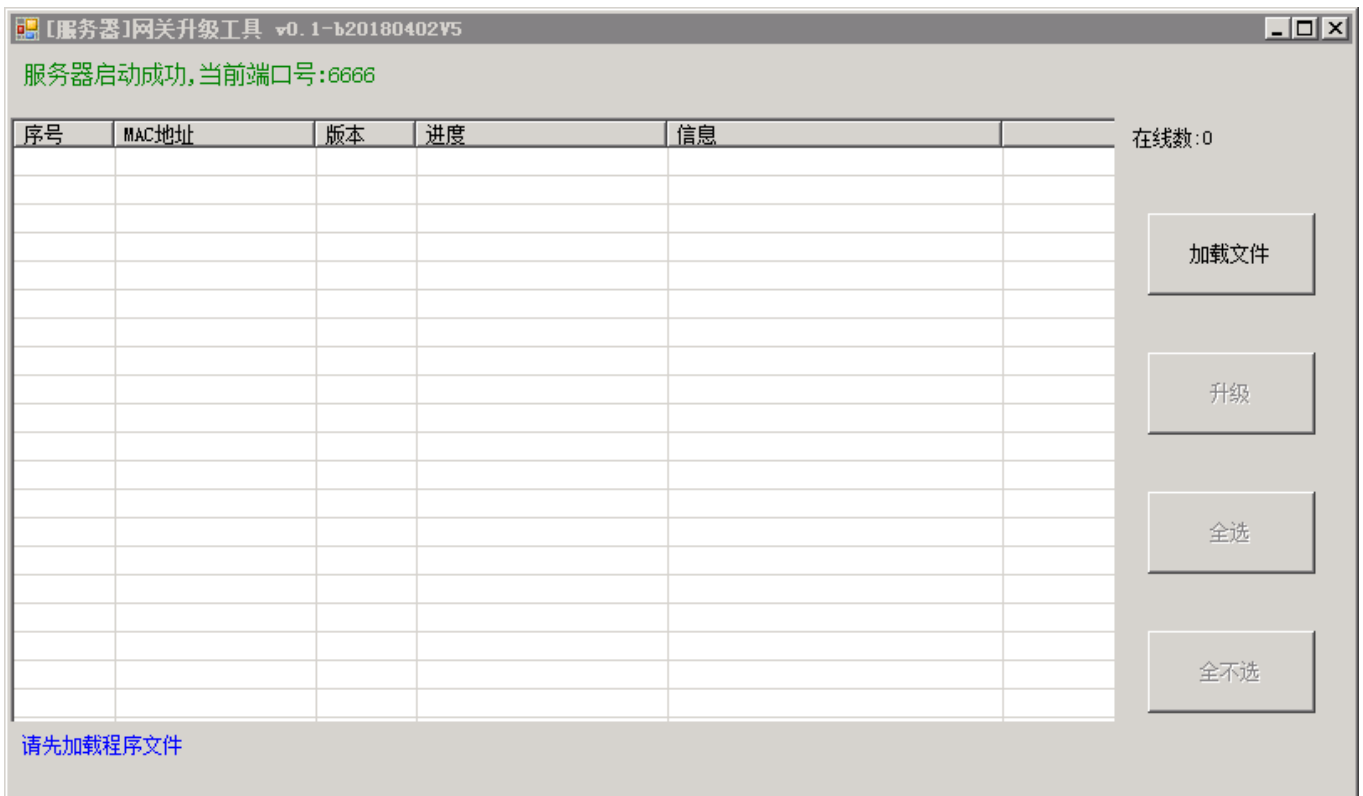 [服务器]网关升级工具 v0.1-b20180402V5
服务器启动成功,当前端口号:6666
序号 MAC地址 版本 进度 信息
在线数:0
加载文件
升级
全选
全不选
请先加载程序文件